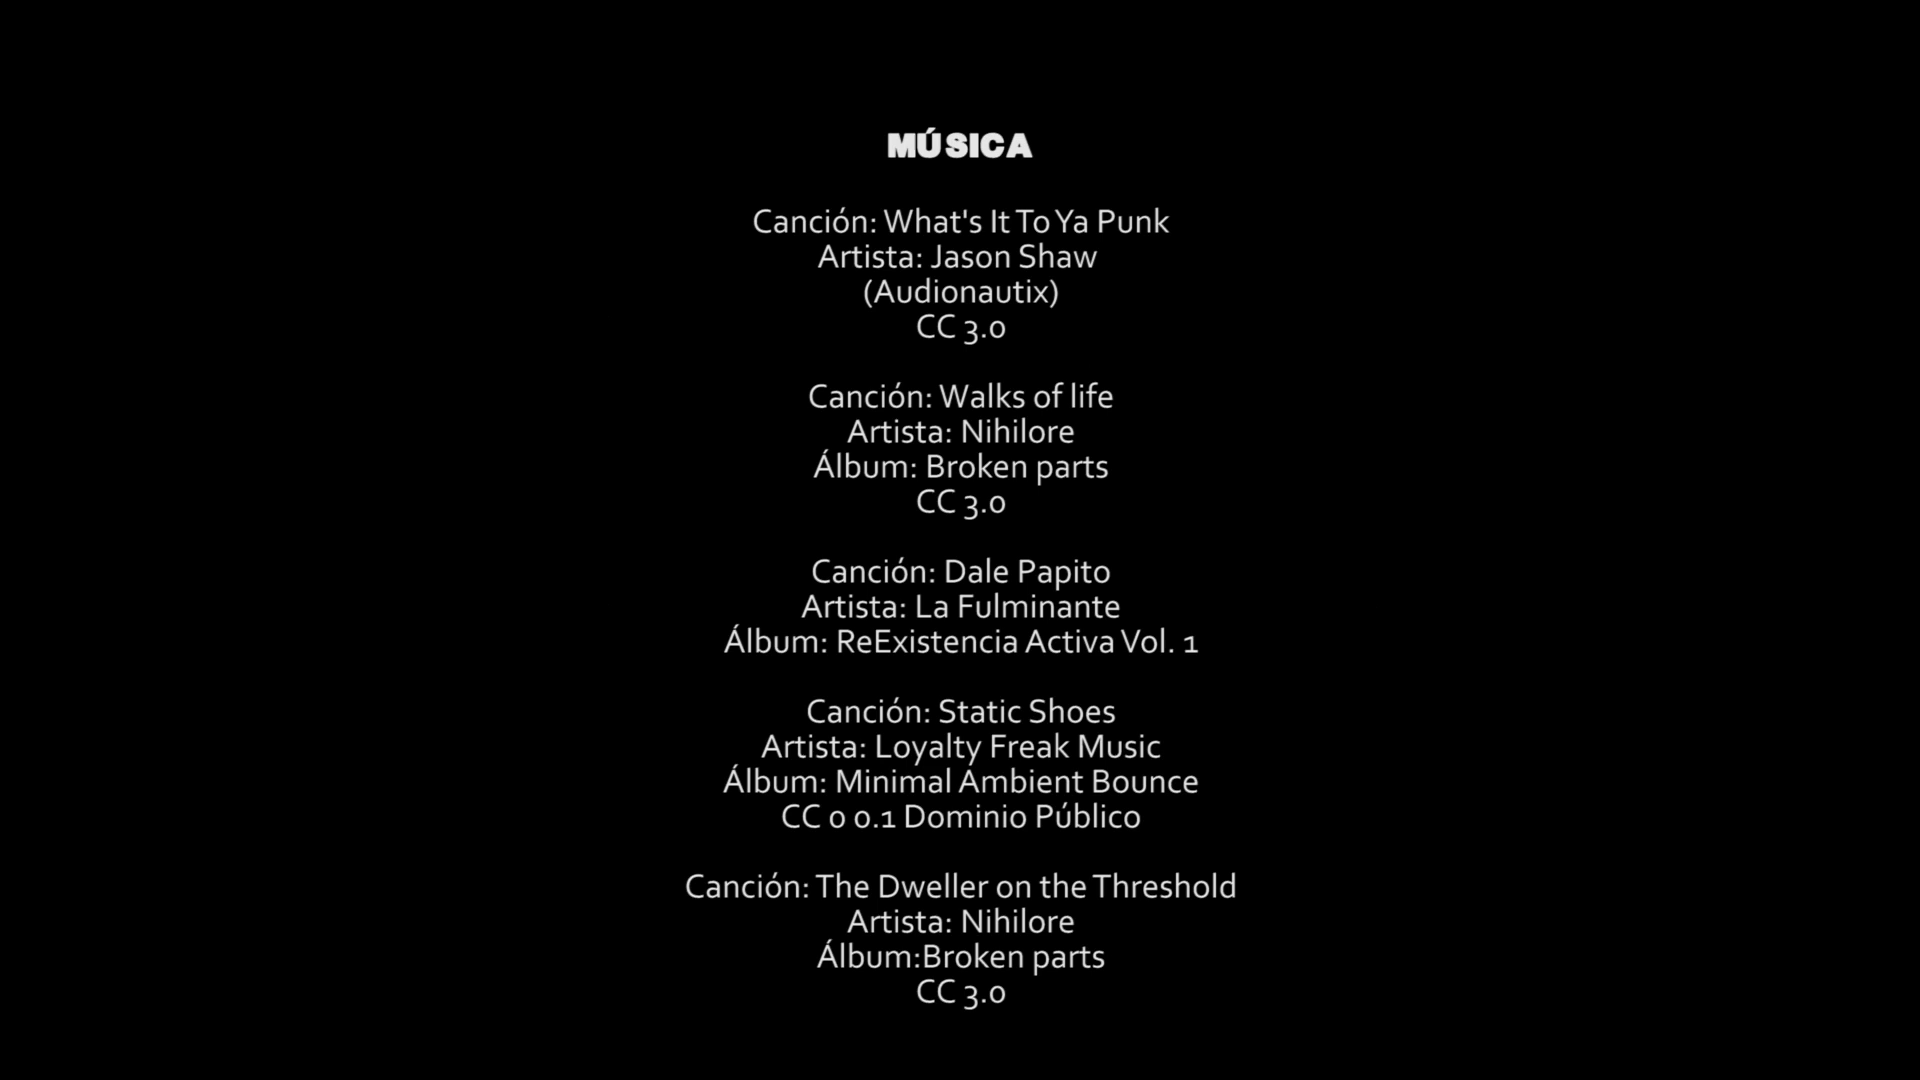 MÚSICA
Canción: What's It To Ya Punk
Artista: Jason Shaw
(Audionautix)
CC 3.0
Canción: Walks of life
Artista: Nihilore
Álbum: Broken parts
CC 3.0
Canción: Dale Papito
Artista: La Fulminante
Álbum: ReExistencia Activa Vol. 1
Canción: Static Shoes
Artista: Loyalty Freak Music
Álbum: Minimal Ambient Bounce
CC 0 0.1 Dominio Público
Canción: The Dweller on the Threshold
Artista: Nihilore
Álbum:Broken parts
CC 3.0